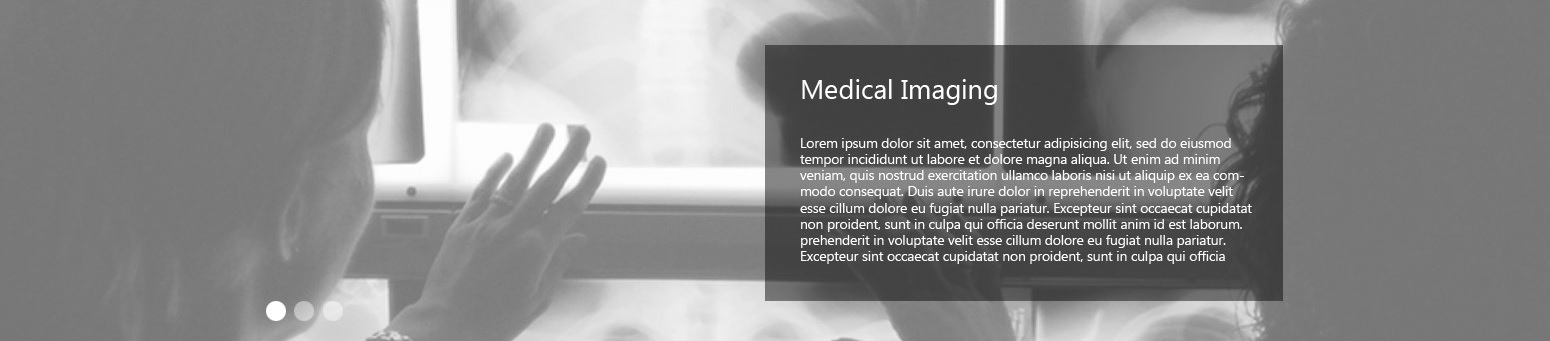 Medical Imaging
Lorem ipsum dolor sit amet, consectetur adipisicing elit, sed do eiusmod
tempor incididunt ut labore et dolore magna aliqua. Ut enim ad minim
veniam, quis nostrud exercitation ullamco laboris nisi ut aliquip ex ea com-
modo consequat. Duis aute irure dolor in reprehenderit in voluptate velit
esse cillum dolore eu fugiat nulla pariatur. Excepteur sint occaecat cupidatat
non proident, sunt in culpa qui officia deserunt mollit anim id est laborum.
prehenderit in voluptate velit esse cillum dolore eu fugiat nulla pariatur.
Excepteur sint occaecat cupidatat non proident, sunt in culpa qui officia